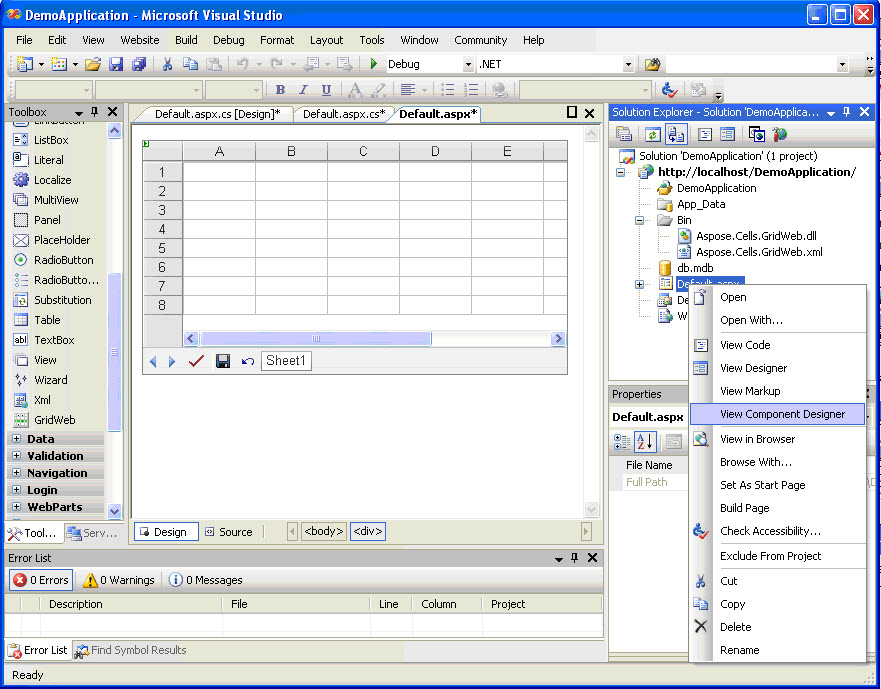 DemoApplication - Microsoft Visual Studio
File Edit View Website Build Debug Format Layout Tools Window Community Help
Debug .NET
B I U A
Toolbox
LinkButton
ListBox
Literal
Localize
MultiView
Panel
PlaceHolder
RadioButton
RadioButto...
Substitution
Table
TextBox
View
Wizard
Xml
GridWeb
Data
Validation
Navigation
Login
WebParts
Tool... Serv...
Default.aspx.cs [Design]* Default.aspx.cs* Default.aspx*
A B C D E
1
2
3
4
5
6
7
8
Sheet1
Design Source <body> <div>
Solution Explorer - Solution 'DemoApplica...
Solution 'DemoApplication' (1 project)
http://localhost/DemoApplication/
DemoApplication
App_Data
Bin
Aspose.Cells.GridWeb.dll
Aspose.Cells.GridWeb.xml
db.mdb
Default.aspx
De
W
Properties
Default.aspx
File Name
Full Path
Open
Open With...
View Code
View Designer
View Markup
View Component Designer
View in Browser
Browse With...
Set As Start Page
Build Page
Check Accessibility...
Exclude From Project
Cut
Copy
Delete
Rename
Error List
0 Errors 0 Warnings 0 Messages
Description File Line Column Project
Error List Find Symbol Results
Ready